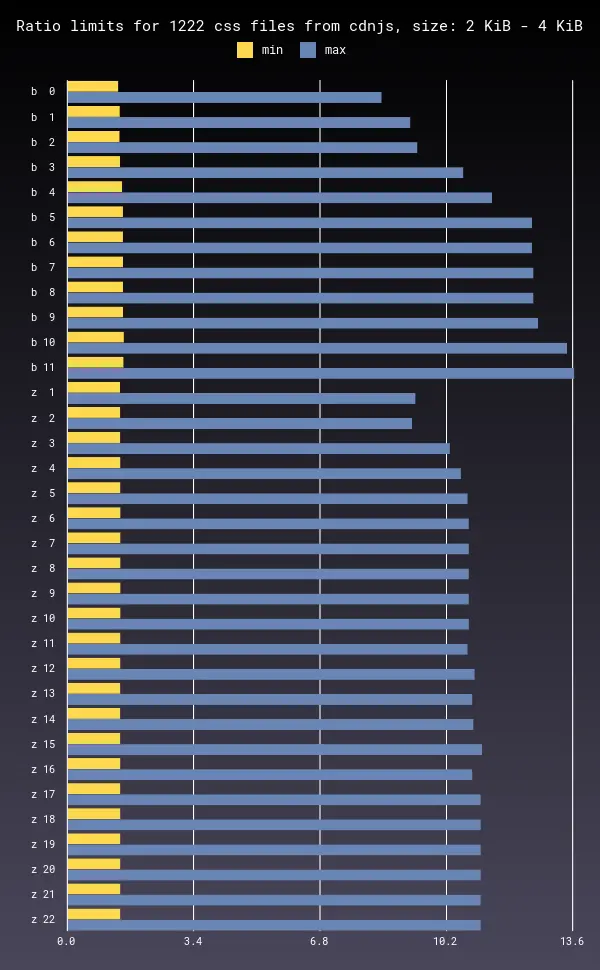 Ratio limits for 1222 css files from cdnjs, size: 2 KiB - 4 KiB
min max
b 0
b 1
b 2
b 3
b 4
b 5
b 6
b 7
b 8
b 9
b 10
b 11
z 1
z 2
z 3
z 4
z 5
z 6
z 7
z 8
z 9
z 10
z 11
z 12
z 13
z 14
z 15
z 16
z 17
z 18
z 19
z 20
z 21
z 22
0.0 3.4 6.8 10.2 13.6